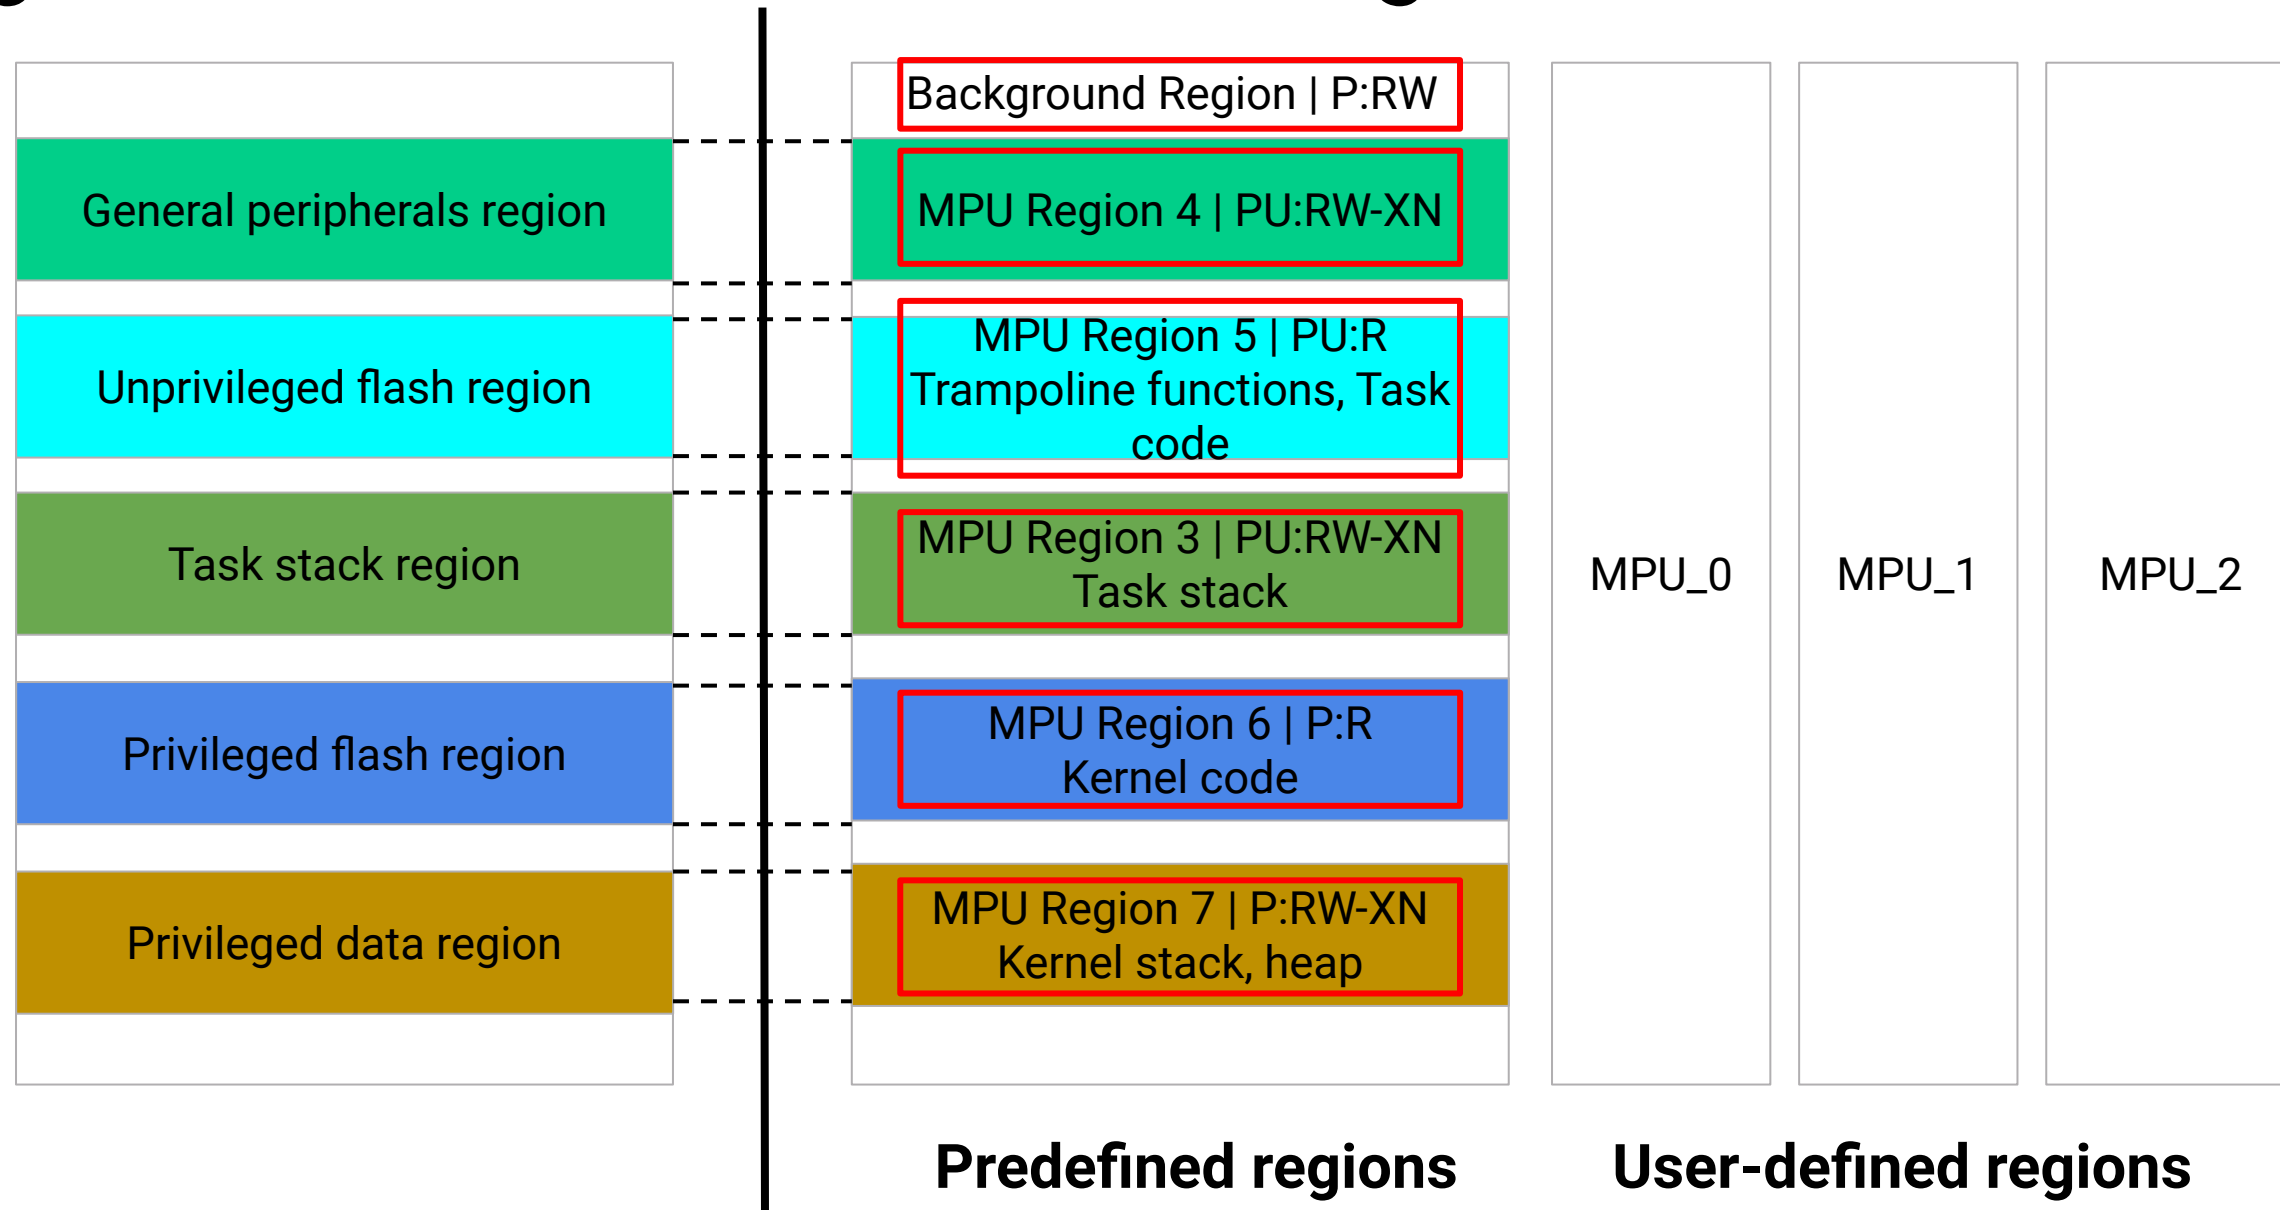 General peripherals region
Unprivileged flash region
Task stack region
Privileged flash region
Privileged data region
Background Region | P:RW
MPU Region 4 | PU:RW-XN
MPU Region 5 | PU:R
Trampoline functions, Task
code
MPU Region 3 | PU:RW-XN
Task stack
MPU Region 6 | P:R
Kernel code
MPU Region 7 | P:RW-XN
Kernel stack, heap
MPU_0
MPU_1
MPU_2
Predefined regions
User-defined regions